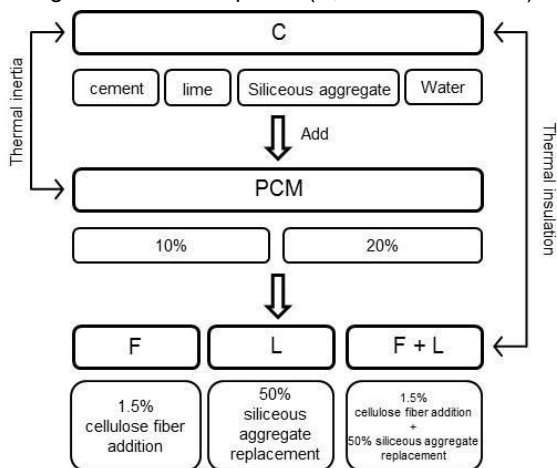 C
cement
lime
Siliceous aggregate
Water
Thermal inertia
Add
Thermal insulation
PCM
10%
20%
F
L
F + L
1.5%
cellulose fiber
addition
50%
siliceous
aggregate
replacement
1.5%
cellulose fiber addition
+
50% siliceous aggregate
replacement